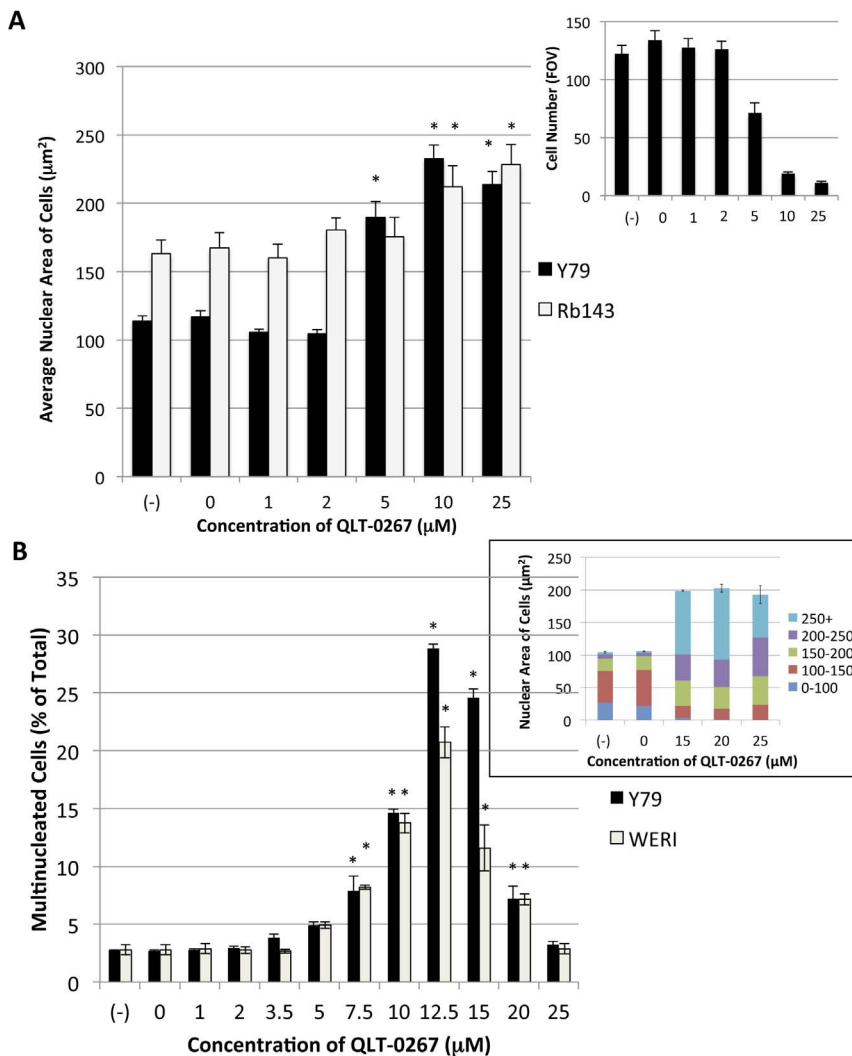 A
Average Nuclear Area of Cells (μm²)
300
250
200
150
100
50
0
* * * * * 
(-) 0 1 2 5 10 25
Concentration of QLT-0267 (μM)
Cell Number (FOV)
150
100
50
0
(-) 0 1 2 5 10 25
Y79
Rb143
B
Multinucleated Cells (% of Total)
35
30
25
20
15
10
5
0
* * * * * * * * * *
(-) 0 1 2 3.5 5 7.5 10 12.5 15 20 25
Concentration of QLT-0267 (μM)
Nuclear Area of Cells (μm²)
250
200
150
100
50
0
(-) 0 15 20 25
Concentration of QLT-0267 (μM)
250+
200-250
150-200
100-150
0-100
Y79
WERI